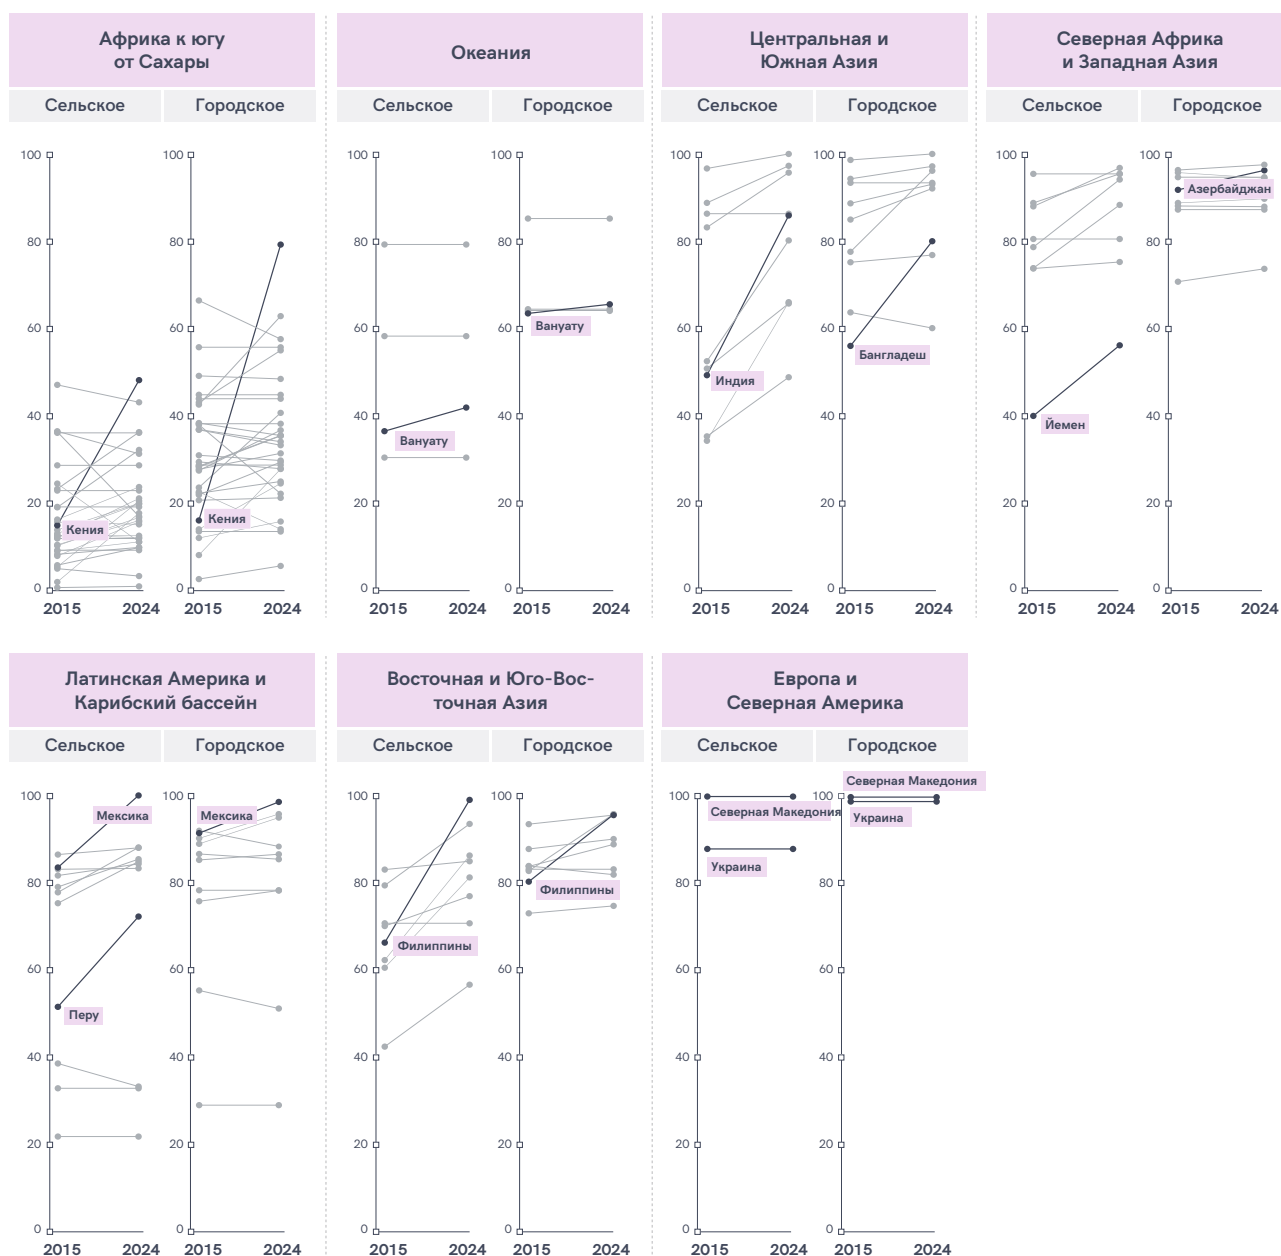 Африка к югу
от Сахары
Сельское
Городское
100
80
60
40
20
0
Кения
2015
2024
100
80
60
40
20
0
Кения
2015
2024
Океания
Сельское
Городское
100
80
60
40
20
0
Вануату
2015
2024
100
80
60
40
20
0
Вануату
2015
2024
Центральная и
Южная Азия
Сельское
Городское
100
80
60
40
20
0
Индия
2015
2024
100
80
60
40
20
0
Бангладеш
2015
2024
Северная Африка
и Западная Азия
Сельское
Городское
100
80
60
40
20
0
Йемен
2015
2024
100
80
60
40
20
0
Азербайджан
2015
2024
Латинская Америка и
Карибский бассейн
Сельское
Городское
100
80
60
40
20
0
Мексика
Перу
2015
2024
100
80
60
40
20
0
Мексика
2015
2024
Восточная и Юго-Вос-
точная Азия
Сельское
Городское
100
80
60
40
20
0
Филиппины
2015
2024
100
80
60
40
20
0
Филиппины
2015
2024
Европа и
Северная Америка
Сельское
Городское
100
80
60
40
20
0
Северная Македония
Украина
2015
2024
100
80
60
40
20
0
Северная Македония
Украина
2015
2024